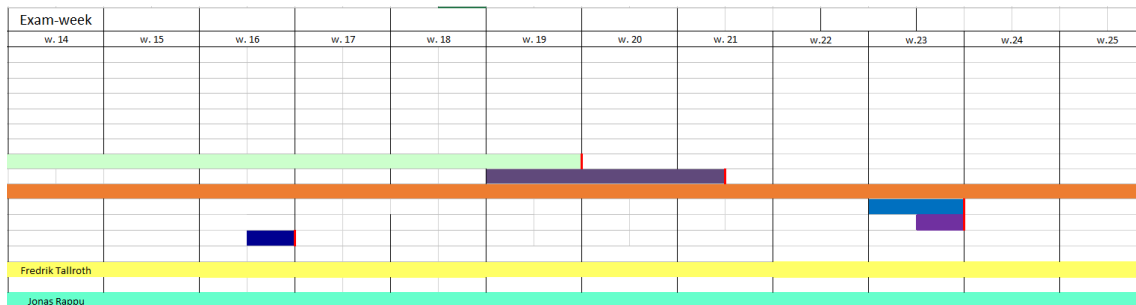 Exam-week
w. 14 w. 15 w. 16 w. 17 w. 18 w. 19 w. 20 w. 21 w.22 w.23 w.24 w.25
Fredrik Tallroth
Jonas Rappu